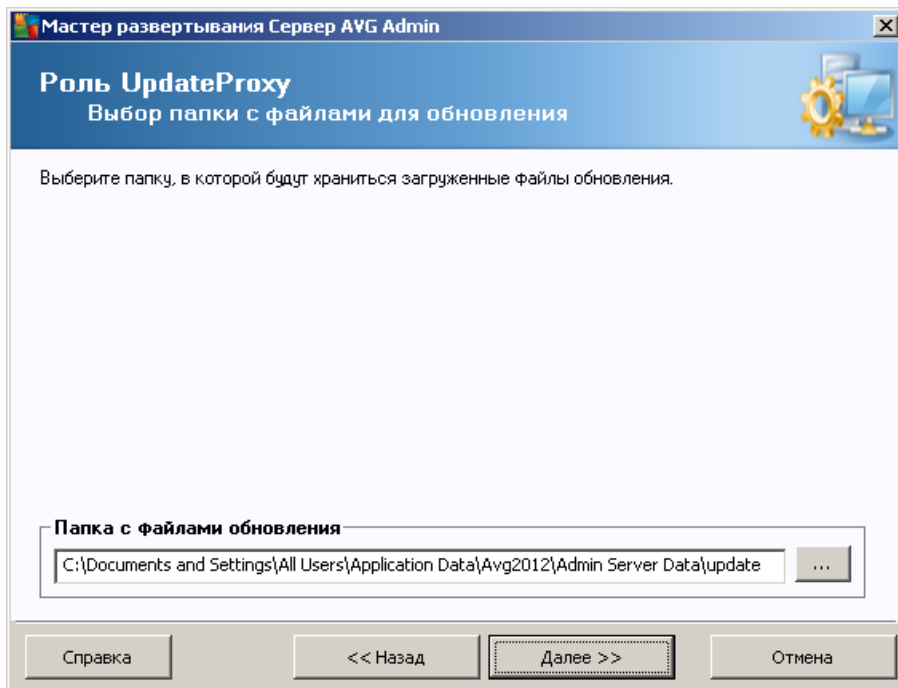 Мастер развертывания Сервер AVG Admin
Роль UpdateProxy
Выбор папки с файлами для обновления
Выберите папку, в которой будут храниться загруженные файлы обновления.
Папка с файлами обновления
C:\Documents and Settings\All Users\Application Data\Avg2012\Admin Server Data\update
...
Справка
<< Назад
Далее >>
Отмена